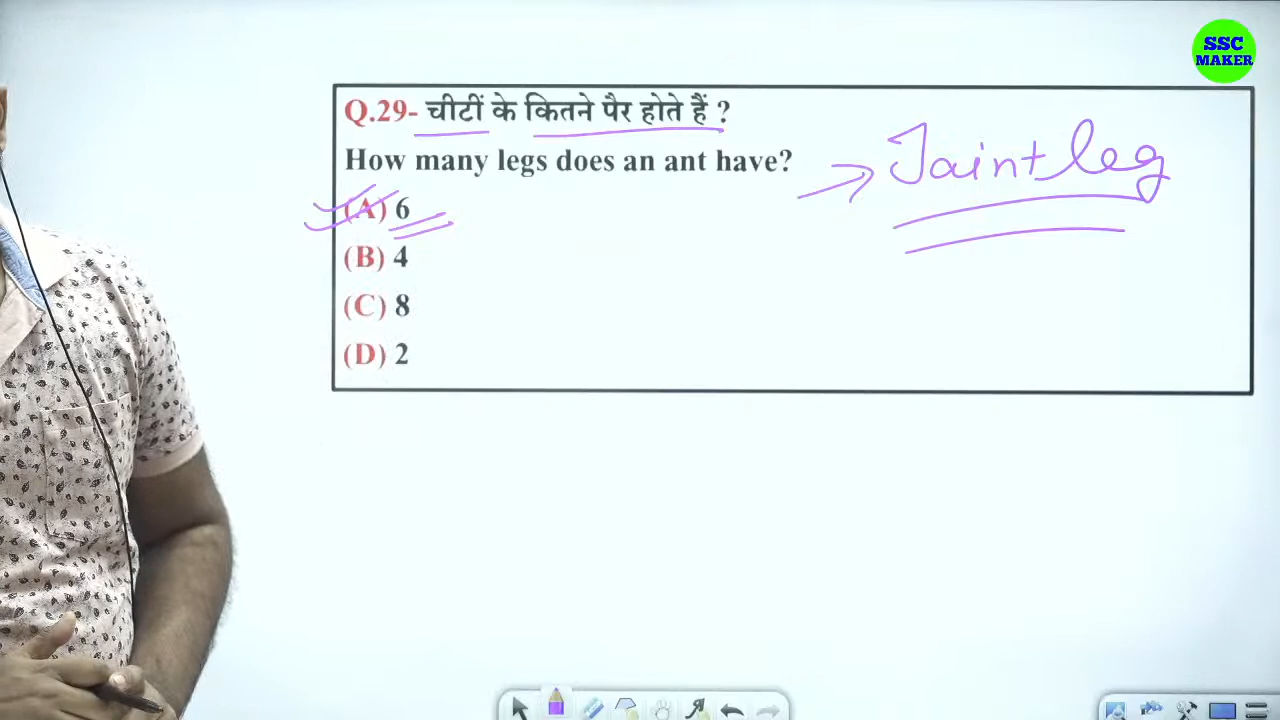 SSC
MAKER
Q.29- चीटीं के कितने पैर होते हैं ?
How many legs does an ant have?
(A) 6
(B) 4
(C) 8
(D) 2
Jaint leg